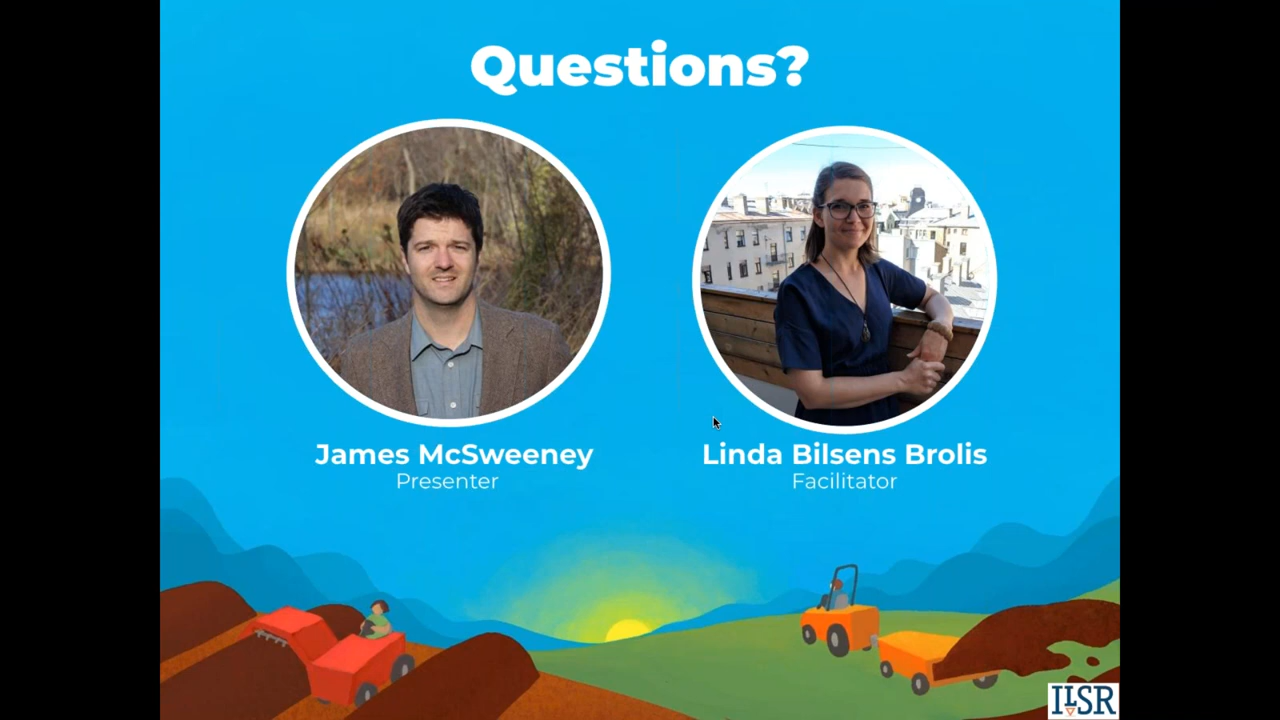 Questions?
James McSweeney
Presenter
Linda Bilsens Brolis
Facilitator
ILSR